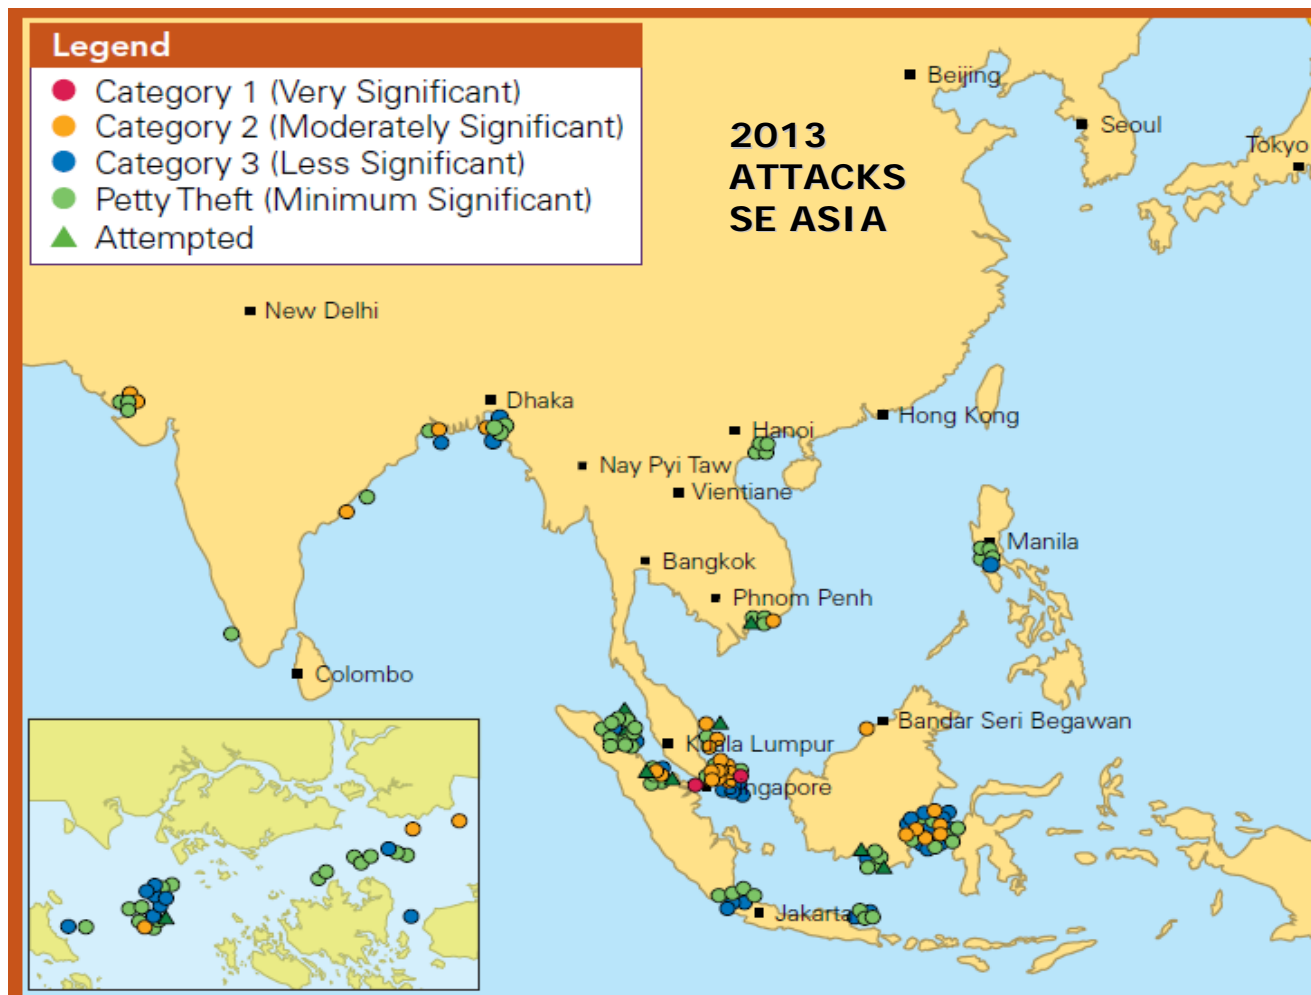 Legend
Category 1 (Very Significant)
Category 2 (Moderately Significant)
Category 3 (Less Significant)
Petty Theft (Minimum Significant)
Attempted
2013
ATTACKS
SE ASIA
Beijing
Seoul
Tokyo
New Delhi
Dhaka
Hanoi
Hong Kong
Nay Pyi Taw
Vientiane
Manila
Bangkok
Phnom Penh
Colombo
Bandar Seri Begawan
Kuala Lumpur
Singapore
Jakarta